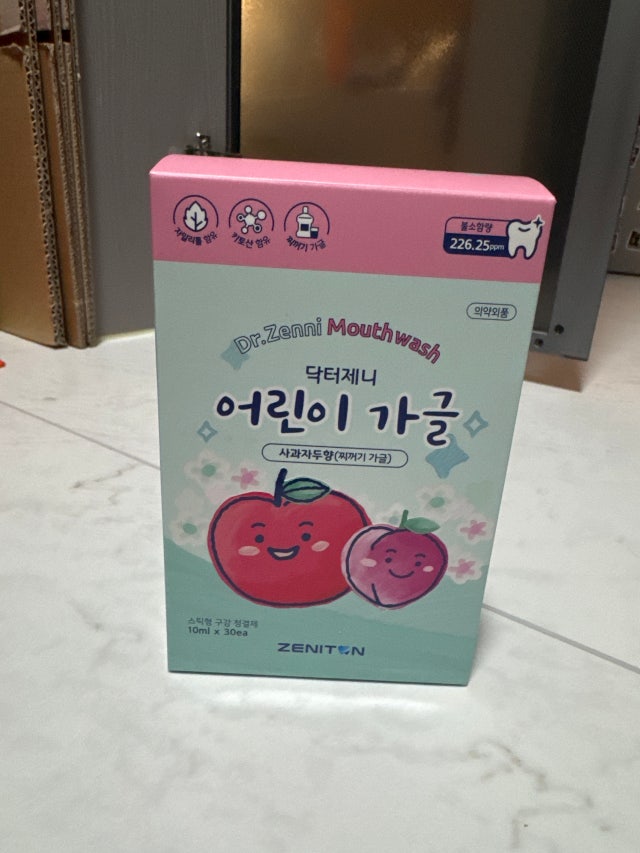 자일리톨 함유
키토산 함유
찌꺼기 가글
불소함량
226.25ppm
의약외품
Dr.Zenni Mouthwash
닥터제니
어린이 가글
사과자두향(찌꺼기 가글)
스틱형 구강 청결제
10ml x 30ea
ZENITON